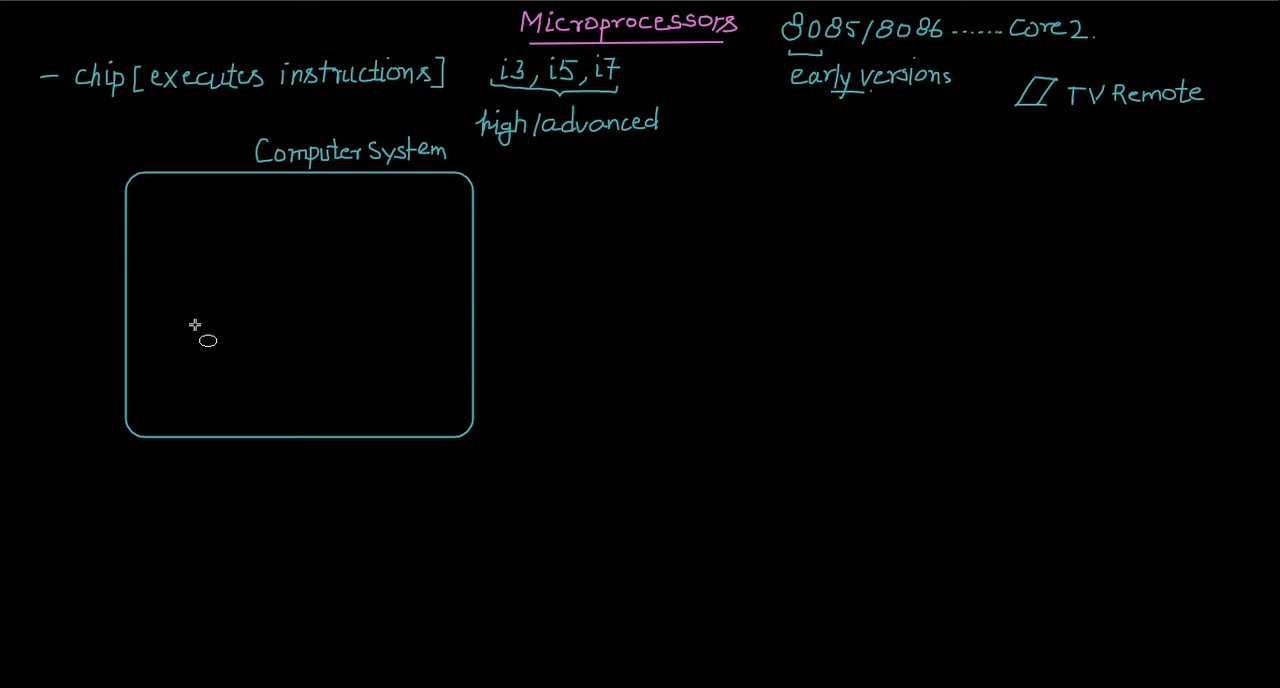 Microprocessors
8085/8086 ....... Core 2.
- chip [executes instructions]
i3, i5, i7
early versions
TV Remote
high/advanced
Computer System